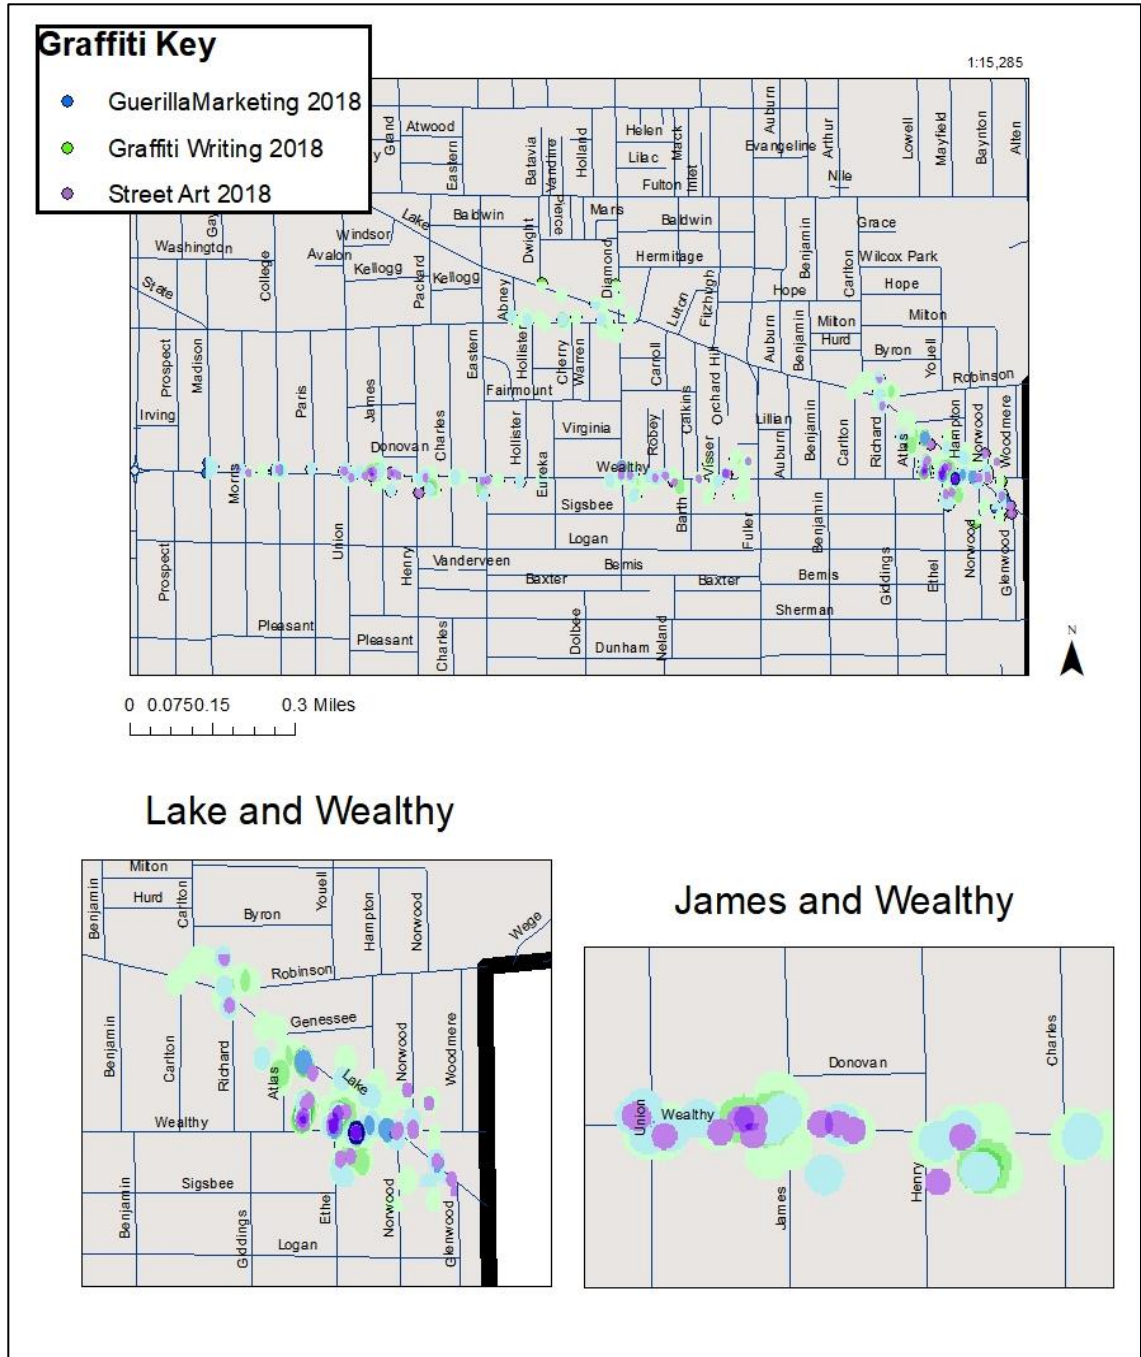 Graffiti Key
GuerillaMarketing 2018
Graffiti Writing 2018
Street Art 2018
1:15,285
Grand
Atwood
Eastern
Batavia
Vandine
Holland
Helen
Lilac
Mack
Inlet
Fulton
Auburn
Evangeline
Arthur
Nile
Lowell
Mayfield
Baynton
Alten
y
Gay
Washington
State
College
Windsor
Avalon
Kellogg
Lake
Packard
Baldwin
Kellogg
Dwight
Pierce
Mars
Diamond
Baldwin
Hermitage
Luton
Fitzhugh
Hope
Benjamin
Carlton
Grace
Wilcox Park
Hope
Abney
Prospect
Madison
Irving
Paris
James
Donovan
Charles
Eastern
Hollister
Fairmount
Cherry
Warren
Hollister
Virginia
Eureka
Carroll
Robey
Calkins
Orchard Hill
Visser
Auburn
Benjamin
Milton
Hurd
Milton
Byron
Youell
Robinson
Lillian
Auburn
Benjamin
Carlton
Richard
Atlas
Hampton
Norwood
Woodmere
Morris
Wealthy
Barth
Sigsbee
Logan
Fuller
Union
Henry
Vanderveen
Bemis
Baxter
Baxter
Bemis
Benjamin
Giddings
Ethel
Norwood
Glenwood
Prospect
Pleasant
Pleasant
Charles
Dolbee
Dunham
Neland
Sherman
N
0 0.0750.15 0.3 Miles
Lake and Wealthy
Milton
Benjamin
Hurd
Carlton
Byron
Youell
Hampton
Norwood
Wege
Robinson
Genessee
Benjamin
Carlton
Richard
Atlas
Lake
Norwood
Woodmere
Wealthy
Sigsbee
Benjamin
Giddings
Ethel
Logan
Norwood
Glenwood
James and Wealthy
Donovan
Charles
Union
Wealthy
James
Henry